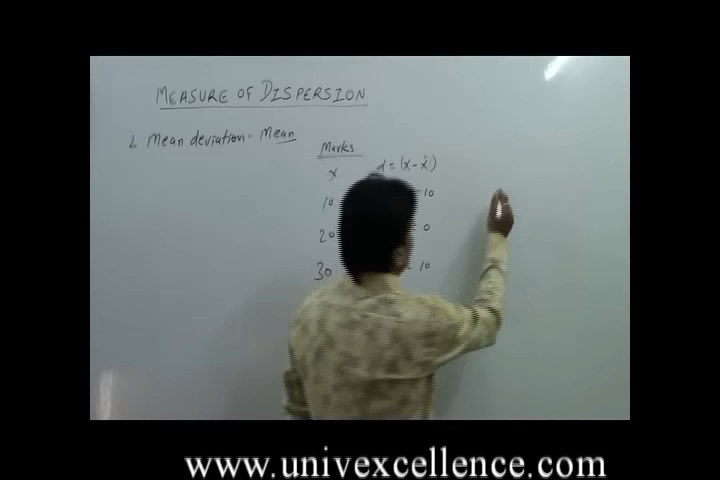 MEASURE OF DISPERSION
2 Mean deviation = Mean
Marks
x d = (x - x̄)
10 10
20 = 0
30 - 10
www.univexcellence.com